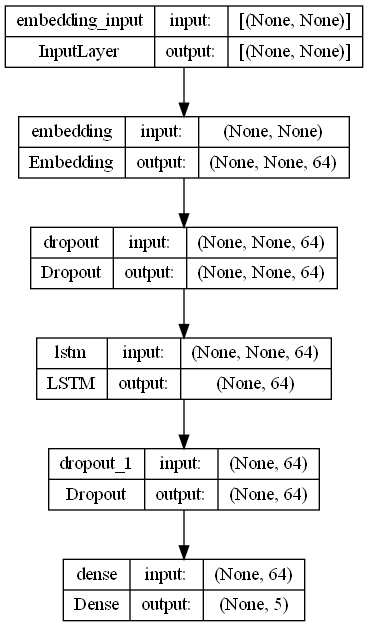 embedding_input input: [(None, None)]
InputLayer output: [(None, None)]
embedding input: (None, None)
Embedding output: (None, None, 64)
dropout input: (None, None, 64)
Dropout output: (None, None, 64)
lstm input: (None, None, 64)
LSTM output: (None, 64)
dropout_1 input: (None, 64)
Dropout output: (None, 64)
dense input: (None, 64)
Dense output: (None, 5)